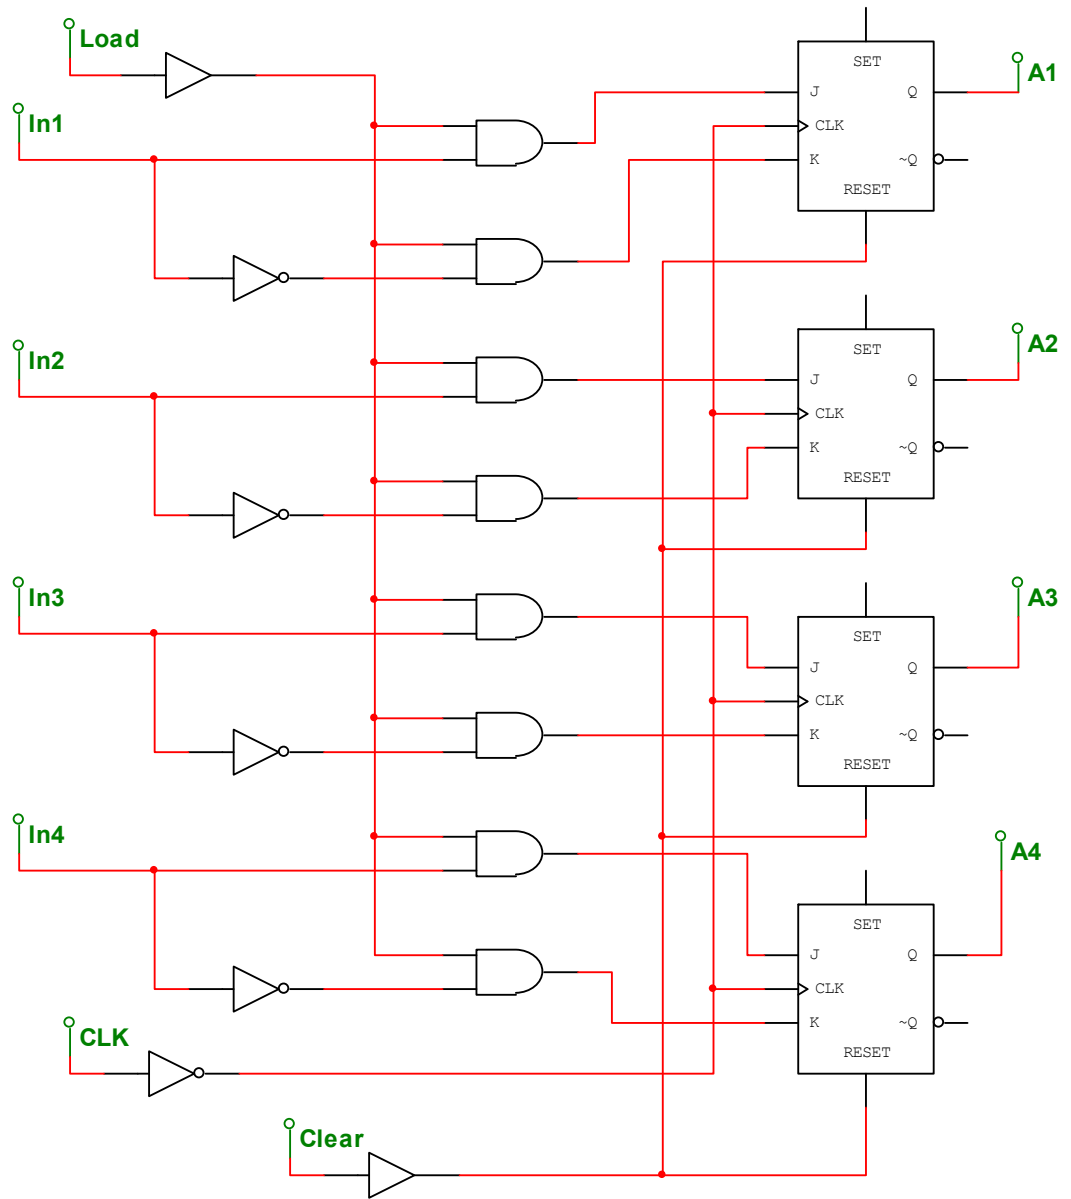 Load
In1
SET
J
Q
A1
CLK
K
~Q
RESET
In2
SET
J
Q
A2
CLK
K
~Q
RESET
In3
SET
J
Q
A3
CLK
K
~Q
RESET
In4
SET
J
Q
A4
CLK
K
~Q
RESET
CLK
Clear